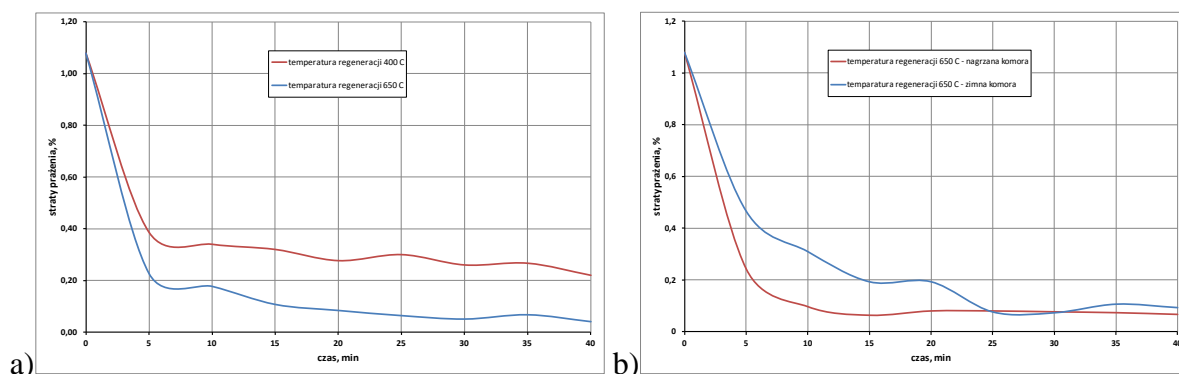 1,20
1,00
0,80
0,60
0,40
0,20
0,00
straty prażenia, %
temperatura regeneracji 400 C
temparatura regeneracji 650 C
0 5 10 15 20 25 30 35 40
czas, min
a)
1,2
1
0,8
0,6
0,4
0,2
0
straty prażenia, %
temperatura regeneracji 650 C - nagrzana komora
temparatura regeneracji 650 C - zimna komora
0 5 10 15 20 25 30 35 40
czas, min
b)